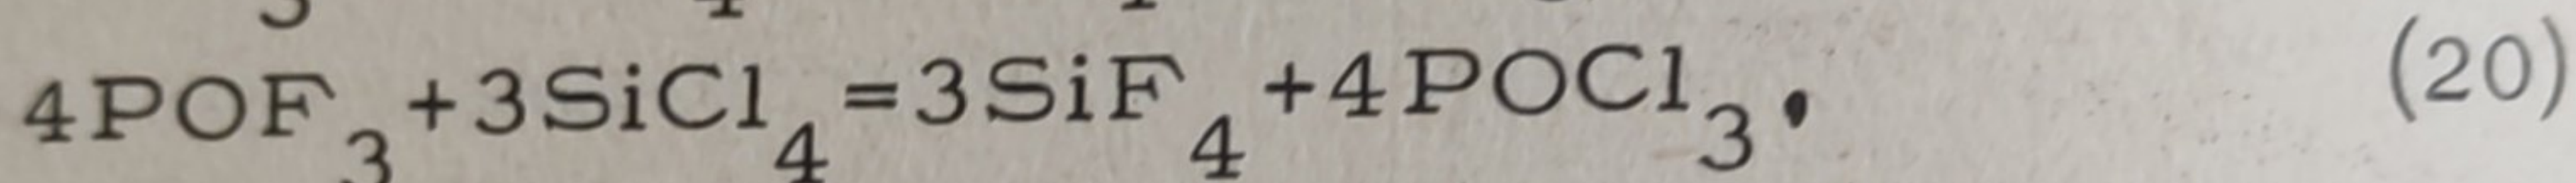 4POF₃+3SiCl₄=3SiF₄+4POCl₃, (20)